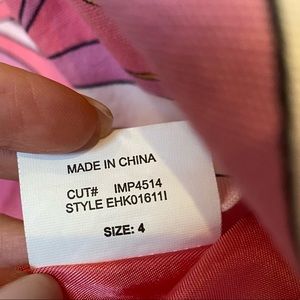 MADE IN CHINA
CUT# IMP4514
STYLE EHK01611I
SIZE: 4